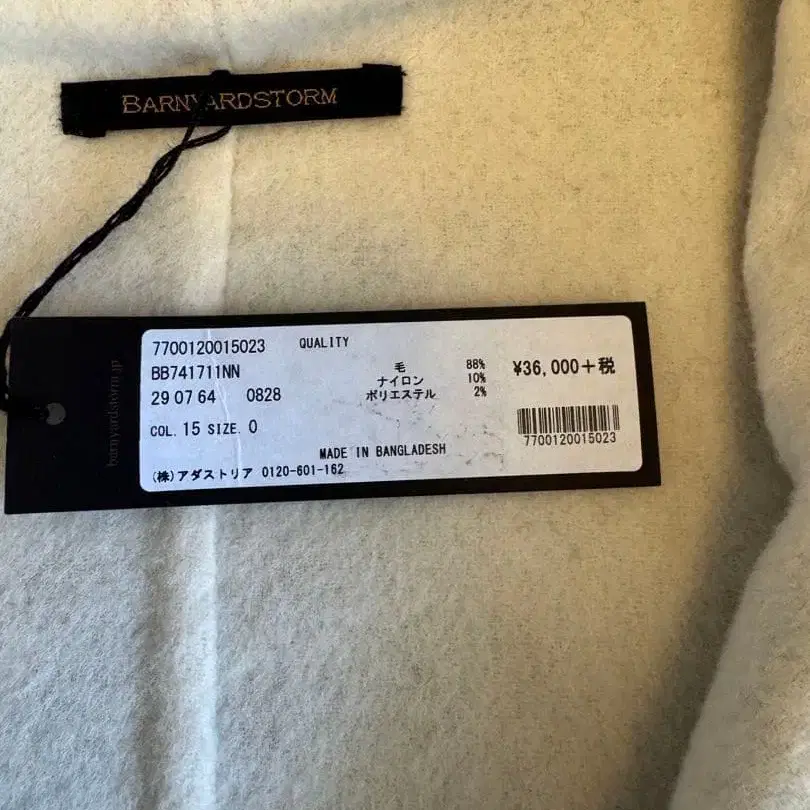 BARNYARDSTORM
barnyardstorm.jp
7700120015023 QUALITY
BB741711NN
29 07 64 0828
COL. 15 SIZE. 0
毛 88%
ナイロン 10%
ポリエステル 2%
¥36,000+税
7700120015023
MADE IN BANGLADESH
(株)アダストリア 0120-601-162